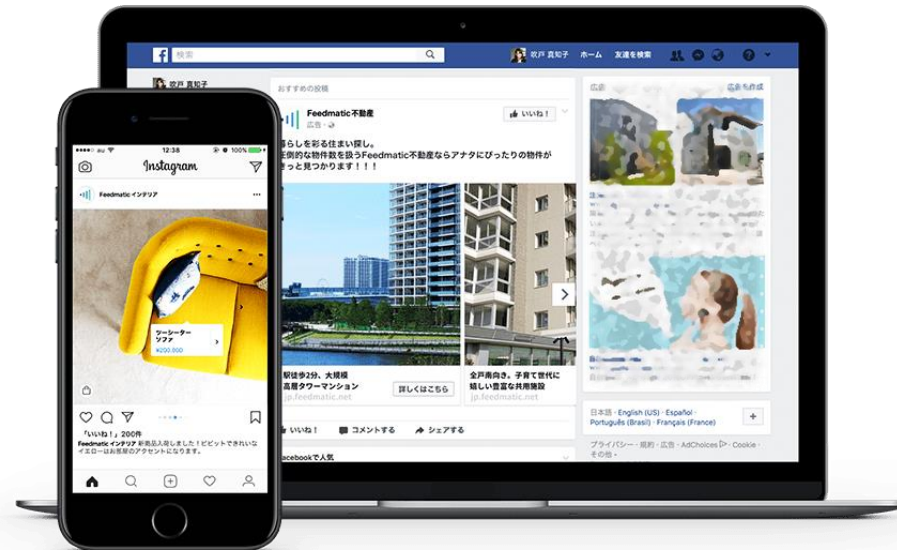 検索
吹戸 真知子
ホーム
友達を検索
吹戸 真知子
おすすめの投稿
Feedmatic不動産
広告
いいね!
暮らしを彩る住まい探し。
圧倒的な物件数を扱うFeedmatic不動産ならアナタにぴったりの物件が
きっと見つかります!!!
駅徒歩2分、大規模
高層タワーマンション
jp.feedmatic.net
詳しくはこちら
全戸南向き。子育て世代に
嬉しい豊富な共用施設
jp.feedmatic.net
いいね!
コメントする
シェアする
acebookで人気
広告
広告を作成
日本語 · English (US) · Español ·
Português (Brasil) · Français (France)
プライバシー · 規約 · 広告 · AdChoices · Cookie ·
その他
au
12:38
100%
Instagram
Feedmatic インテリア
ツーシーター
ソファ
¥200,000
「いいね!」200件
Feedmatic インテリア 新商品入荷しました!ビビットできれいな
イエローはお部屋のアクセントになります。